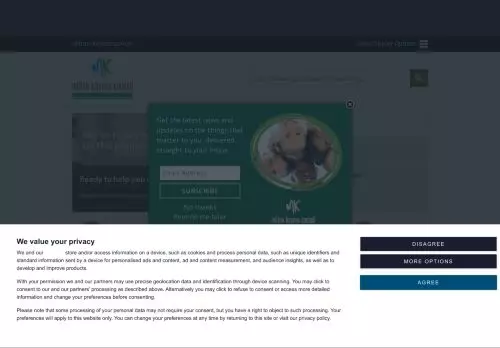 Get the latest news and
updates on the things that
matter to you, delivered
straight to your inbox.
Email Address
SUBSCRIBE
No thanks
Remind me later
Ready to help you
We value your privacy
We and our store and/or access information on a device, such as cookies and process personal data, such as unique identifiers and
standard information sent by a device for personalised ads and content, ad and content measurement, and audience insights, as well as to
develop and improve products.
With your permission we and our partners may use precise geolocation data and identification through device scanning. You may click to
consent to our and our partners' processing as described above. Alternatively you may click to refuse to consent or access more detailed
information and change your preferences before consenting.
Please note that some processing of your personal data may not require your consent, but you have a right to object to such processing. Your
preferences will apply to this website only. You can change your preferences at any time by returning to this site or visit our privacy policy.
DISAGREE
MORE OPTIONS
AGREE